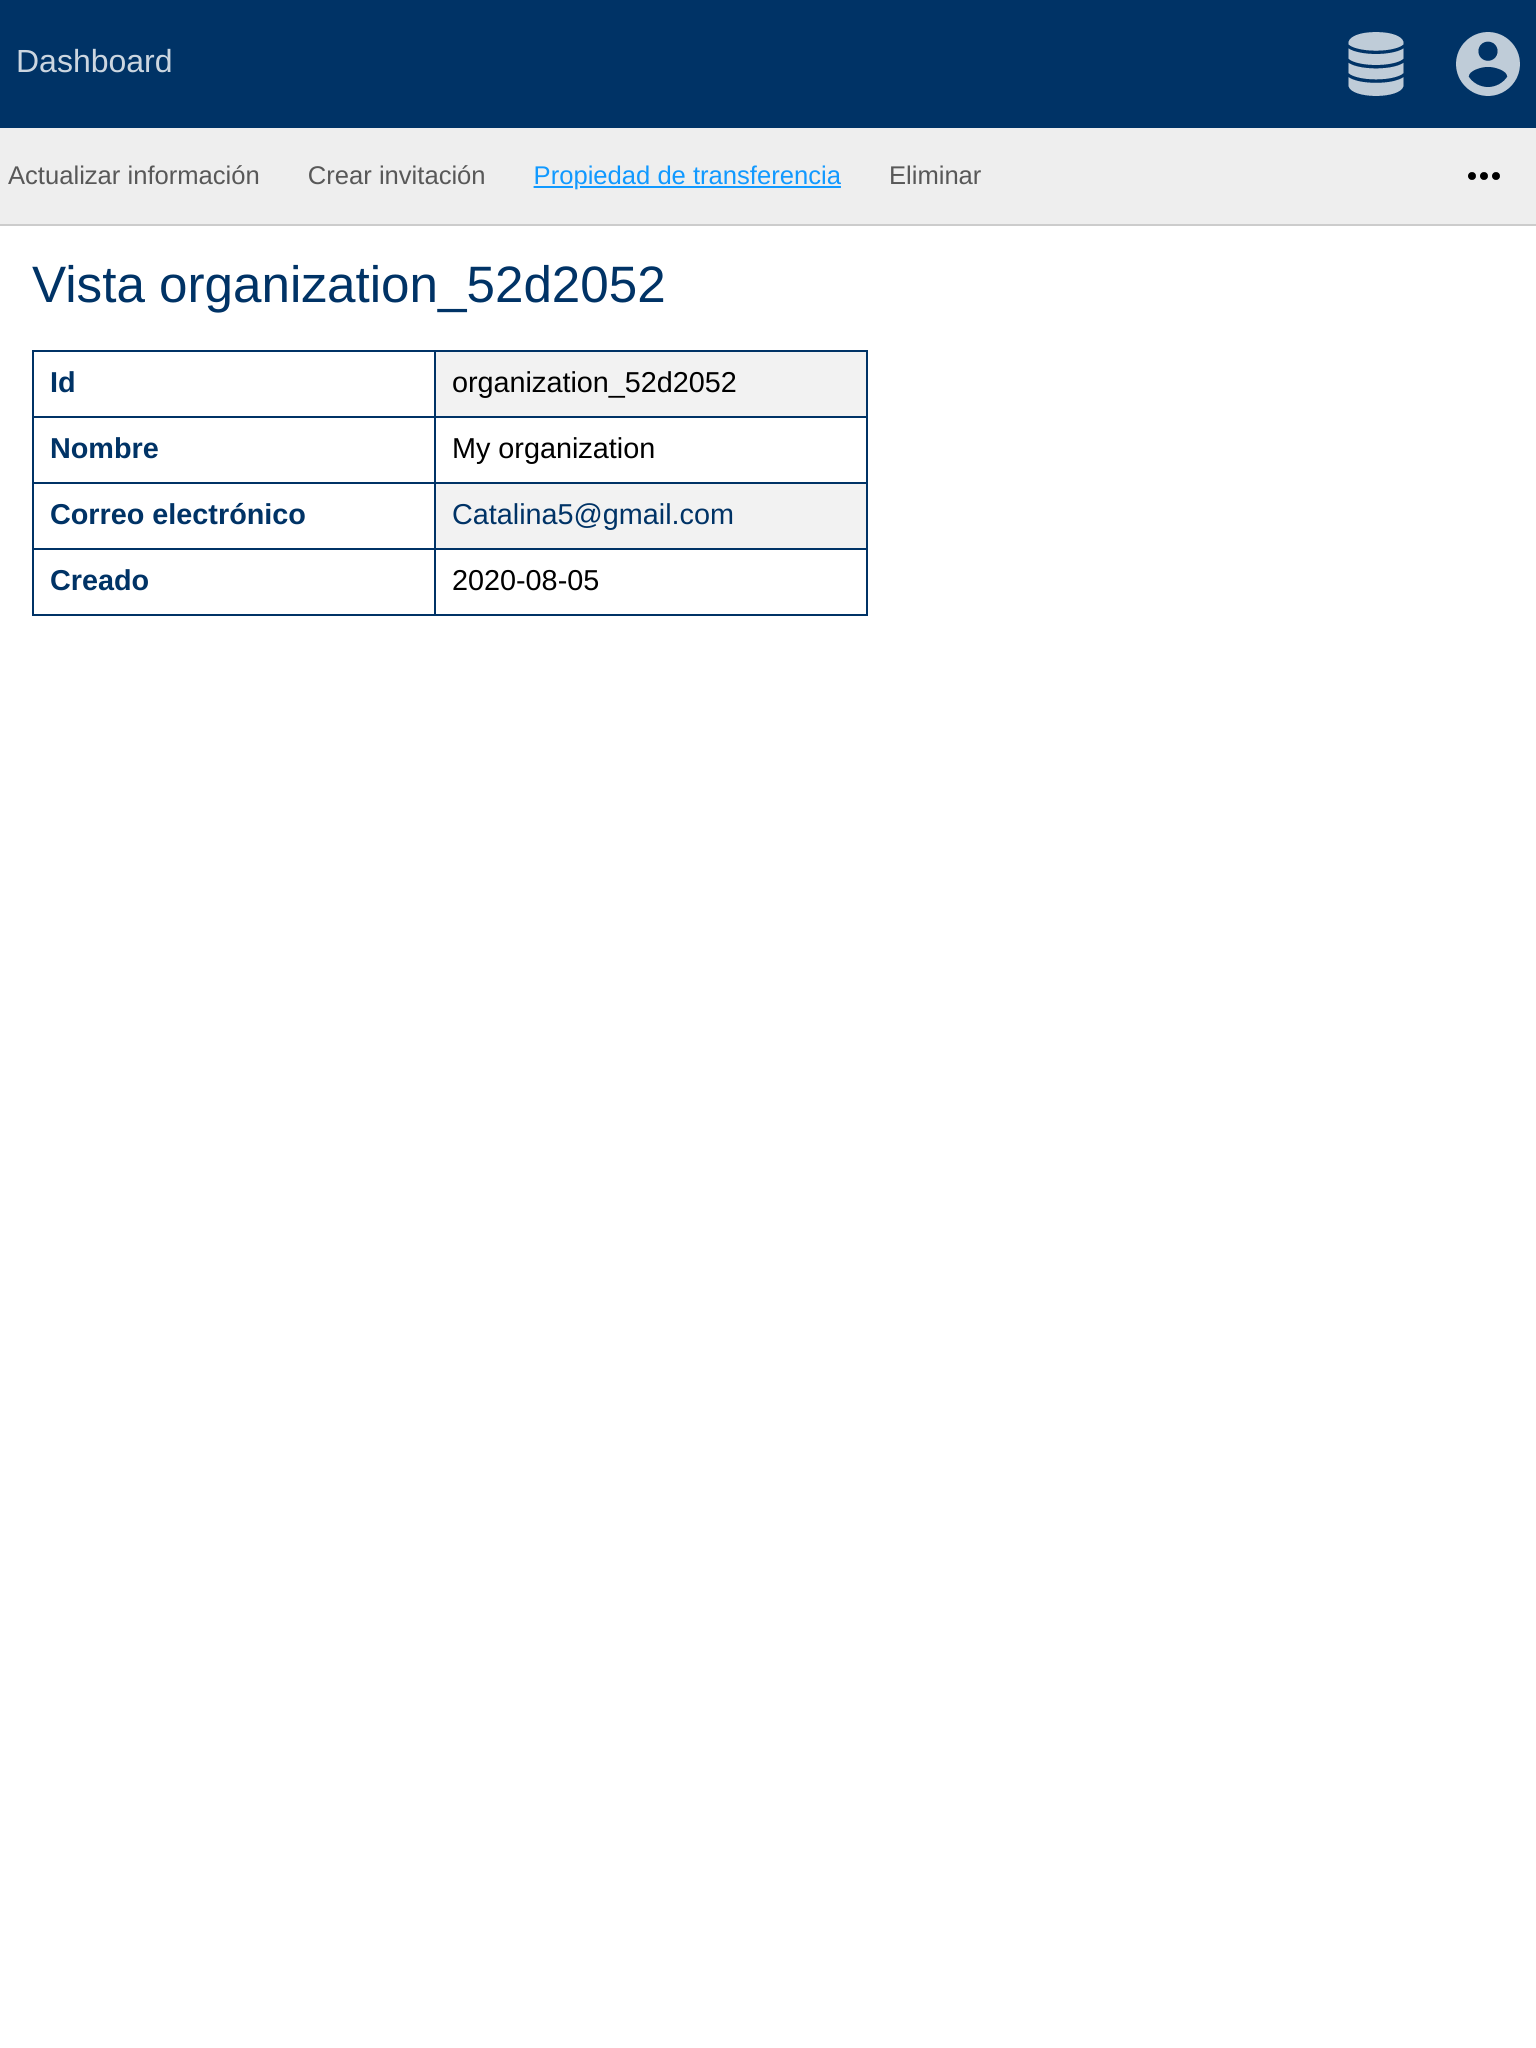 Dashboard
Actualizar información Crear invitación Propiedad de transferencia Eliminar
Vista organization_52d2052
Id organization_52d2052
Nombre My organization
Correo electrónico Catalina5@gmail.com
Creado 2020-08-05